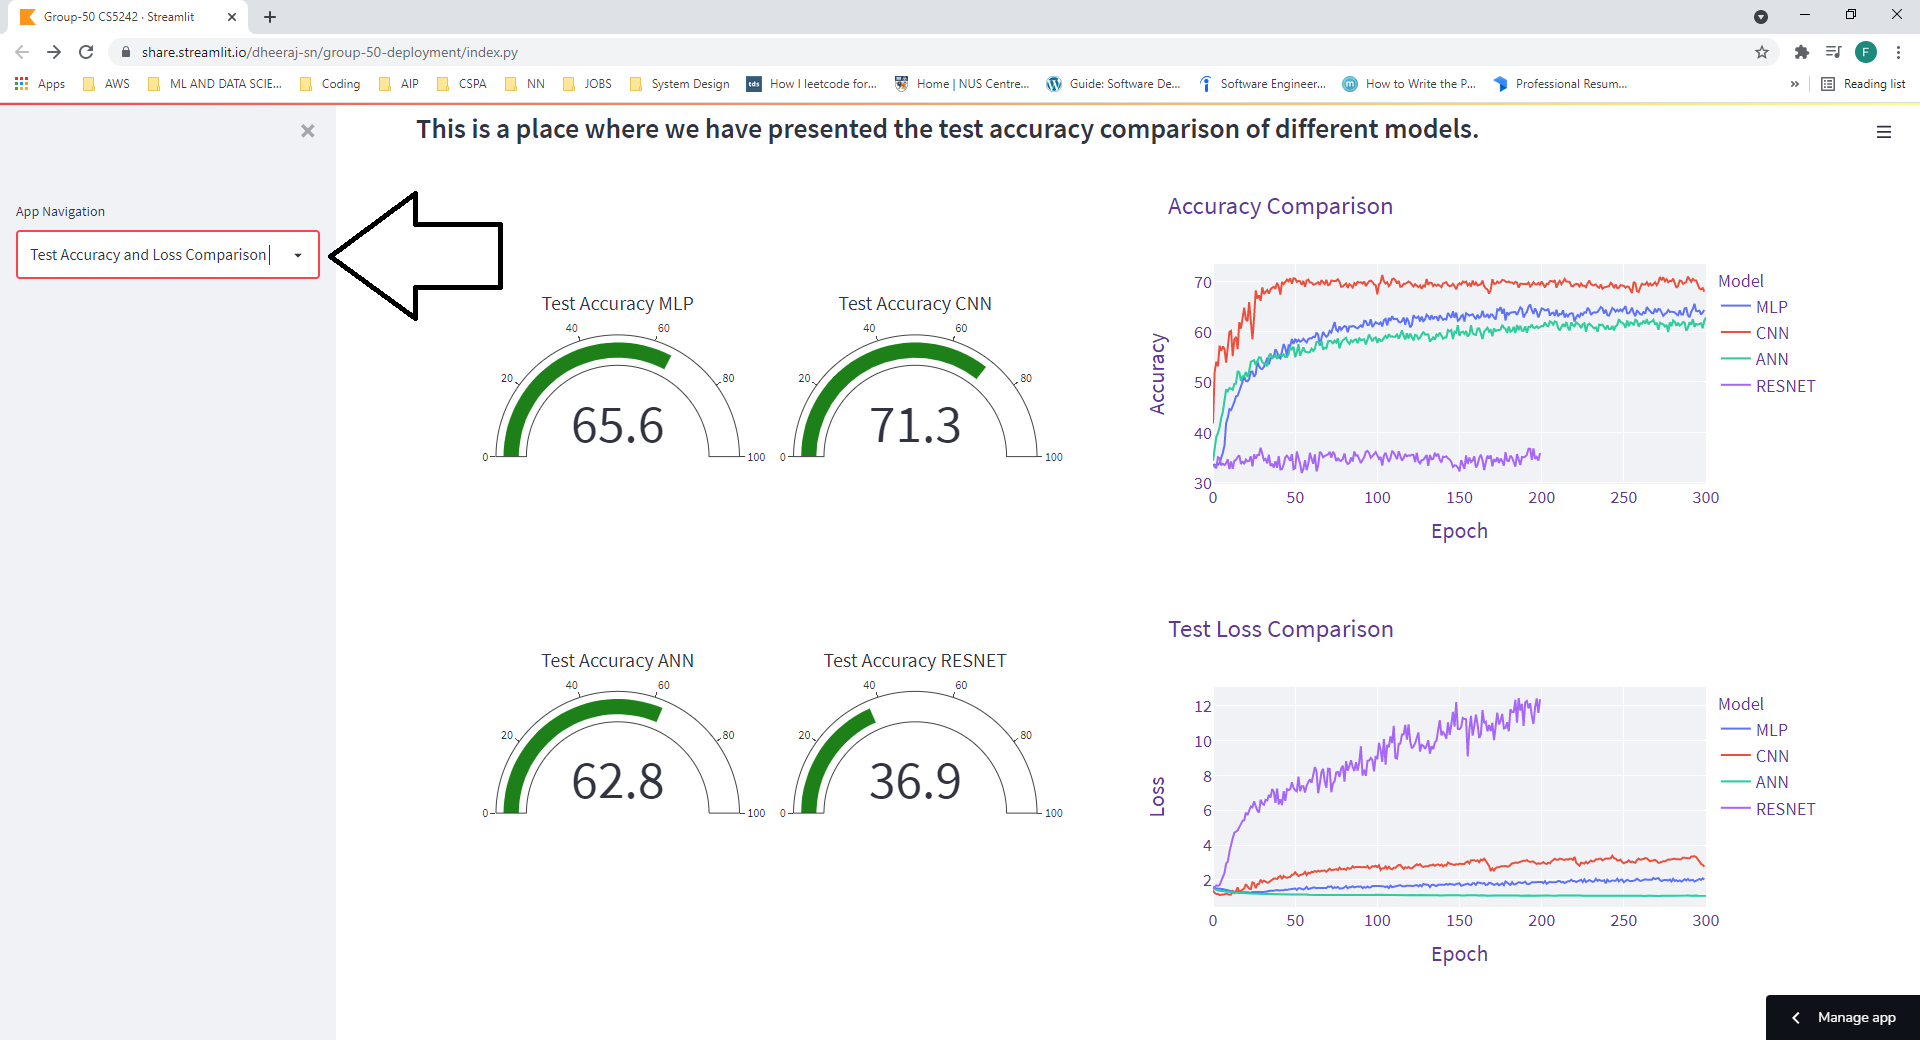 Group-50 CS5242 · Streamlit
share.streamlit.io/dheeraj-sn/group-50-deployment/index.py
F
Apps
AWS
ML AND DATA SCIE...
Coding
AIP
CSPA
NN
JOBS
System Design
tds
How I leetcode for...
Home | NUS Centre...
Guide: Software De...
Software Engineer...
How to Write the P...
Professional Resum...
»
Reading list
This is a place where we have presented the test accuracy comparison of different models.
App Navigation
Test Accuracy and Loss Comparison
Test Accuracy MLP
0
20
40
60
80
100
65.6
Test Accuracy CNN
0
20
40
60
80
100
71.3
Accuracy Comparison
Accuracy
70
60
50
40
30
0
50
100
150
200
250
300
Epoch
Model
MLP
CNN
ANN
RESNET
Test Accuracy ANN
0
20
40
60
80
100
62.8
Test Accuracy RESNET
0
20
40
60
80
100
36.9
Test Loss Comparison
Loss
12
10
8
6
4
2
0
50
100
150
200
250
300
Epoch
Model
MLP
CNN
ANN
RESNET
Manage app